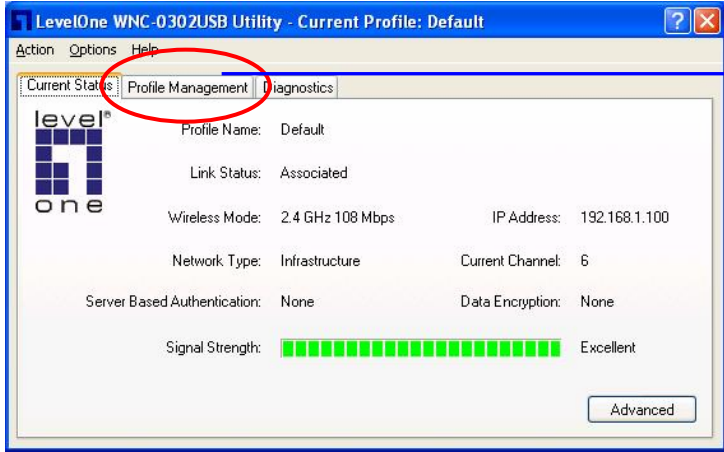 LevelOne WNC-0302USB Utility - Current Profile: Default
Action Options Help
Current Status Profile Management Diagnostics
level®
one
Profile Name: Default
Link Status: Associated
Wireless Mode: 2.4 GHz 108 Mbps IP Address: 192.168.1.100
Network Type: Infrastructure Current Channel: 6
Server Based Authentication: None Data Encryption: None
Signal Strength: Excellent
Advanced